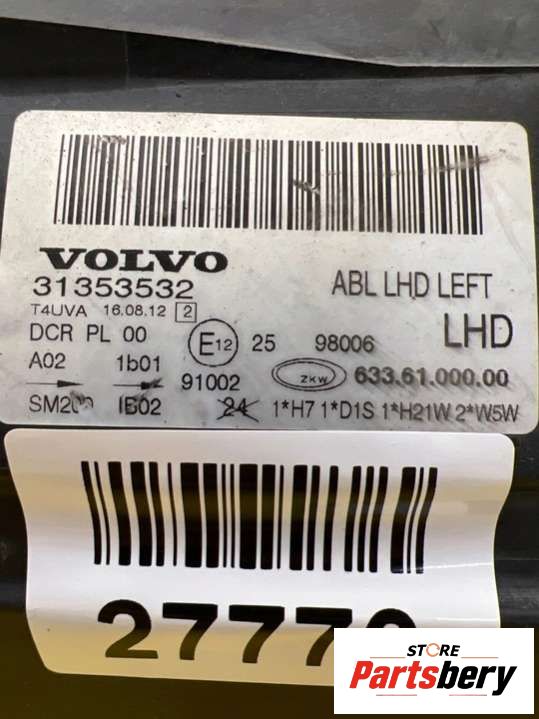 VOLVO
31353532
ABL LHD LEFT
T4UVA 16.08.12 2
LHD
DCR PL 00
E12 25 98006
A02 1b01
91002
ZKW 633.61.000.00
IB02 24 1*H7 1*D1S 1*H21W 2*W5W
STORE
Partsbery